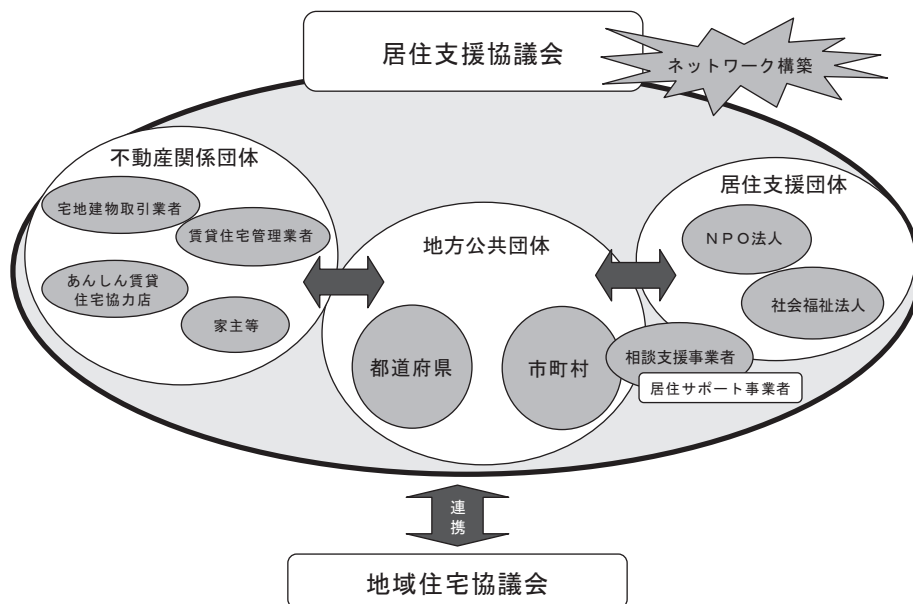 居住支援協議会
ネットワーク構築
不動産関係団体
宅地建物取引業者
賃貸住宅管理業者
あんしん賃貸
住宅協力店
家主等
地方公共団体
都道府県
市町村
居住支援団体
NPO法人
社会福祉法人
相談支援事業者
居住サポート事業者
連
携
地域住宅協議会